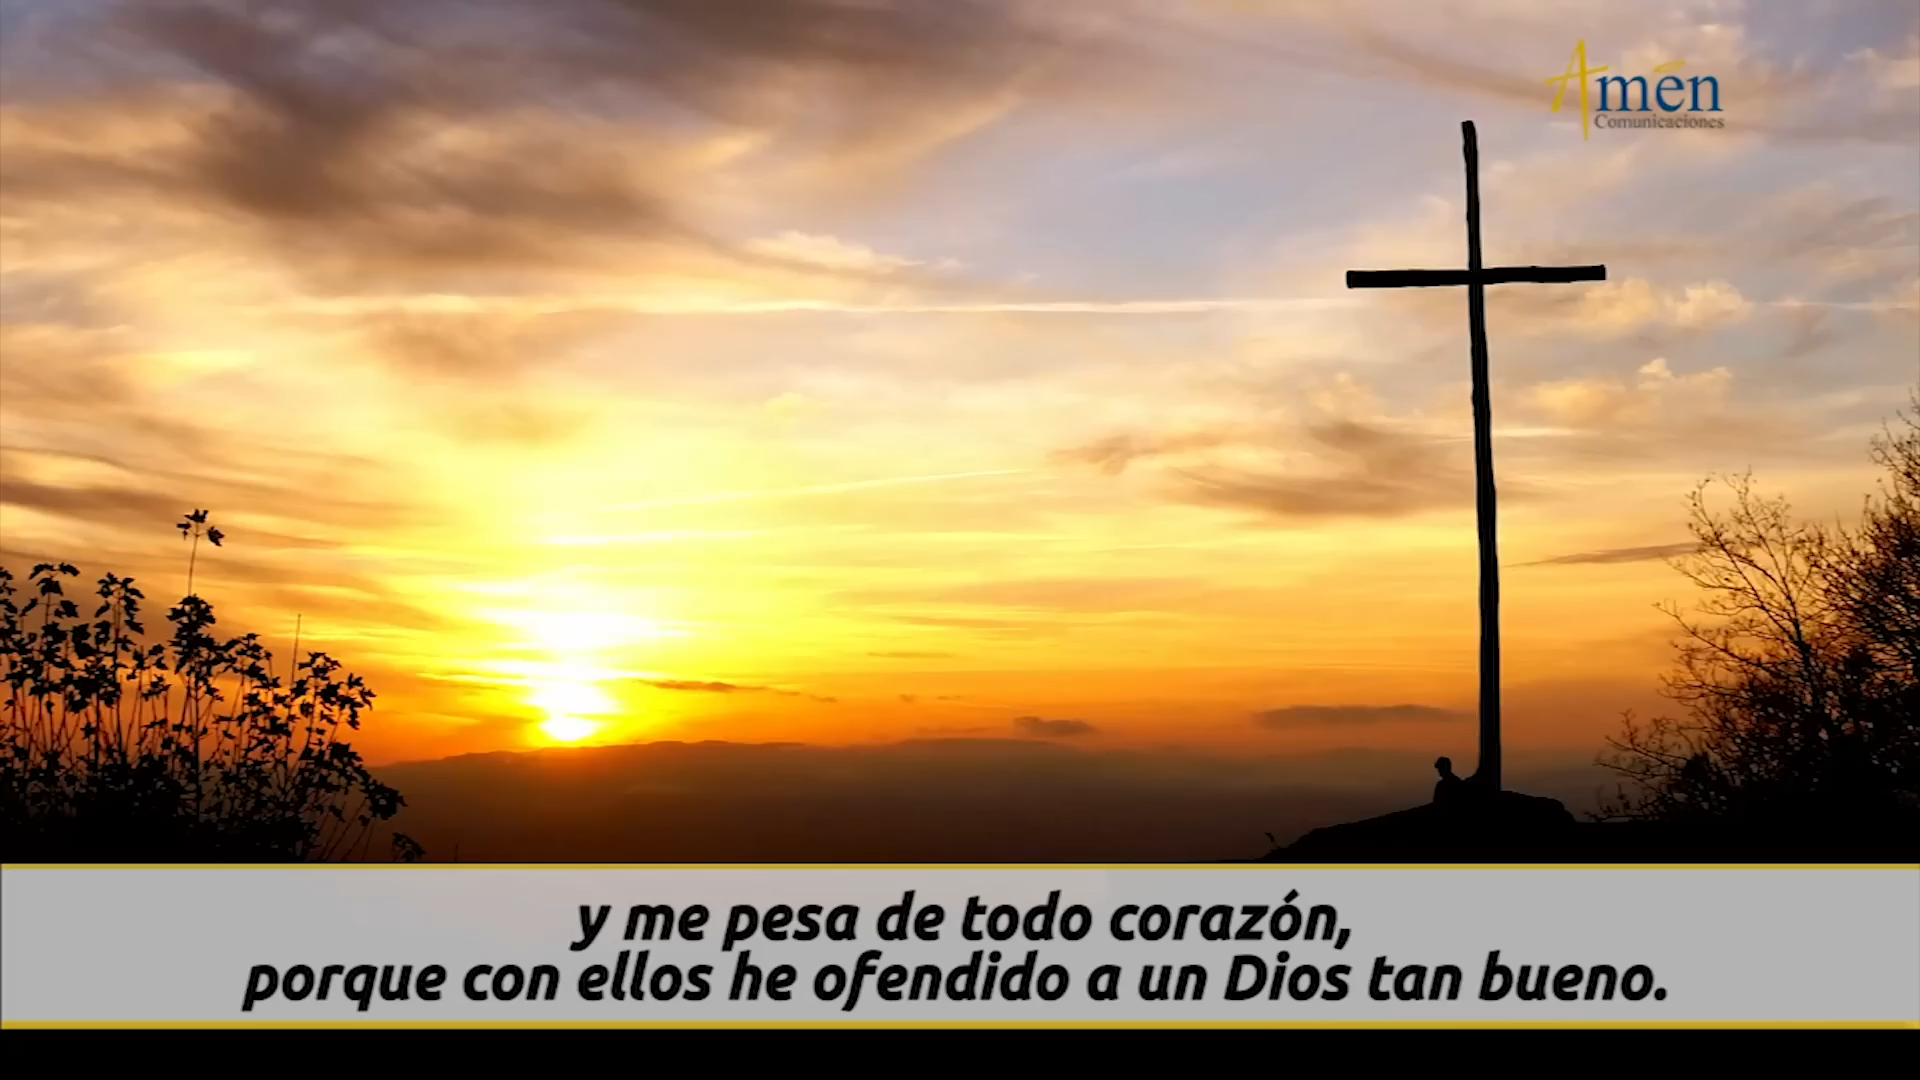 Amén
Comunicaciones
y me pesa de todo corazón,
porque con ellos he ofendido a un Dios tan bueno.